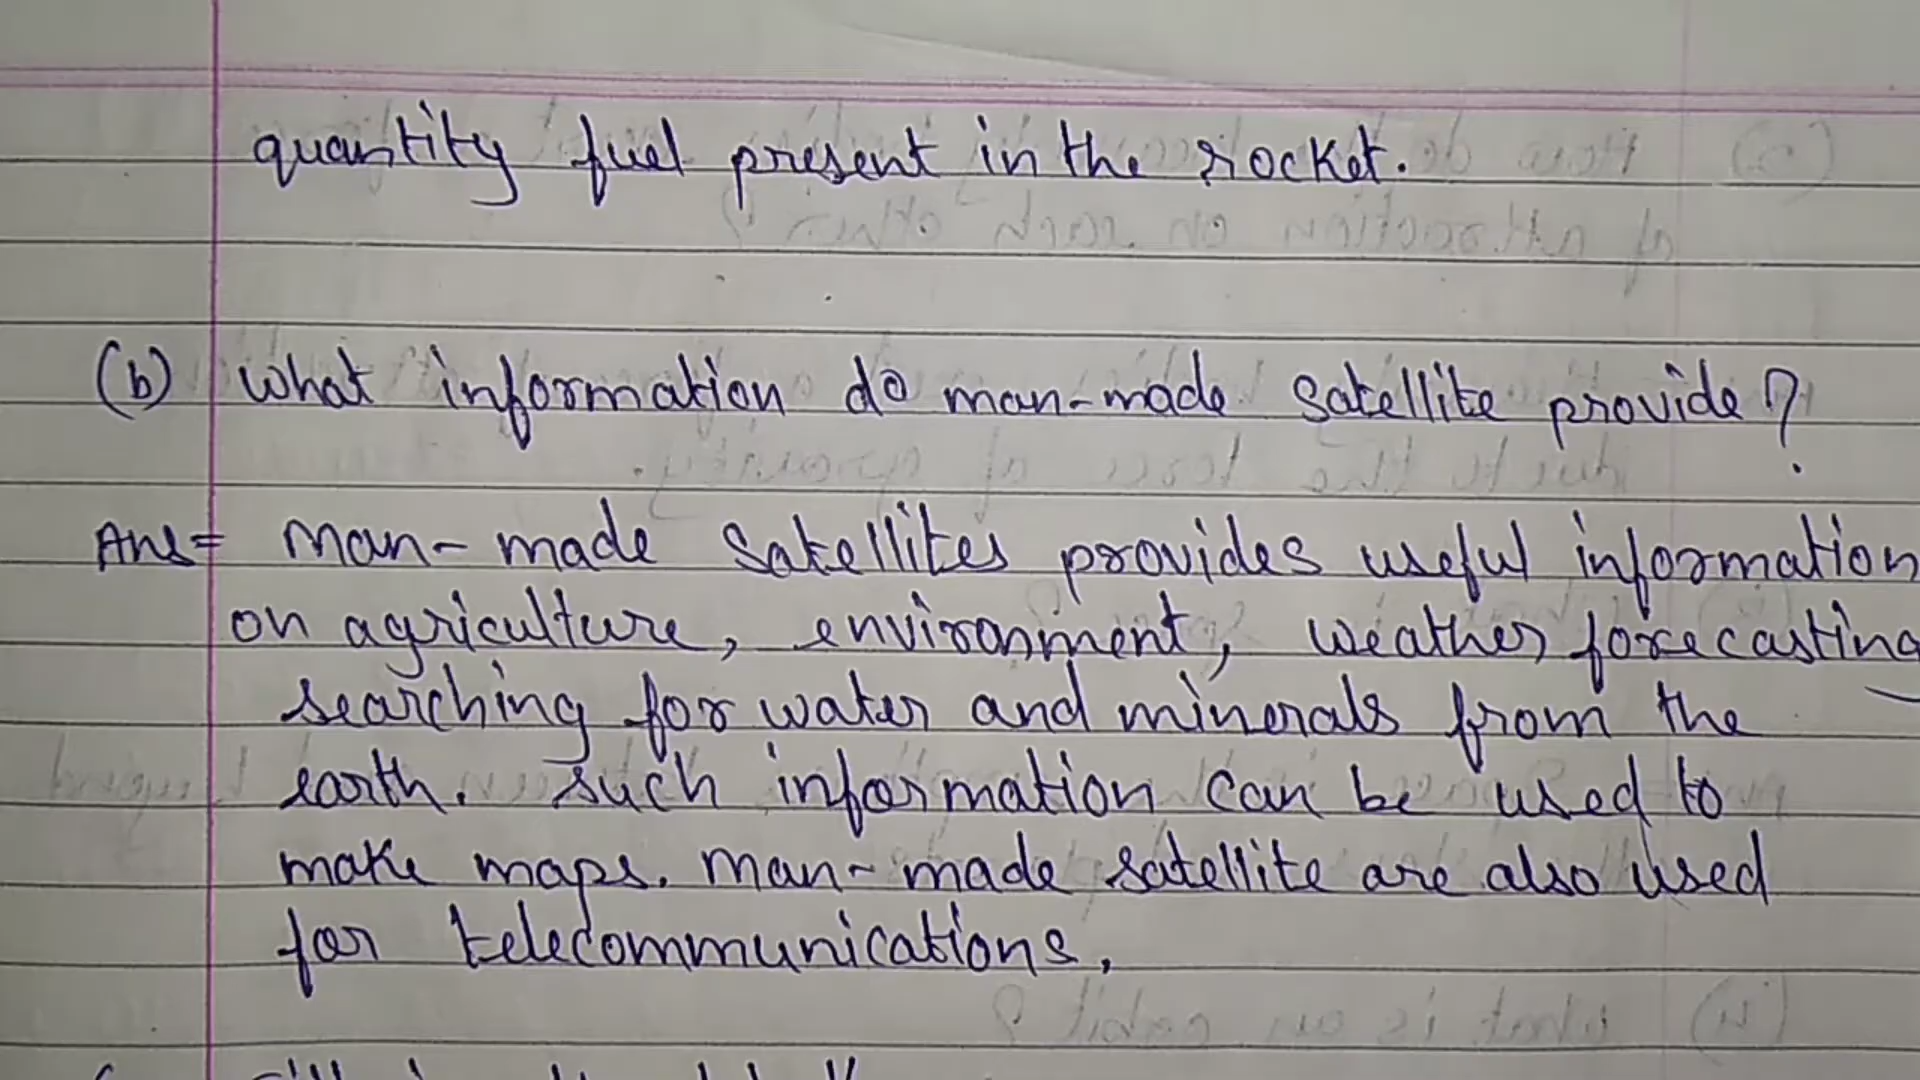 quantity fuel present in the rocket.
(b) What information do man-made satellite provide?
Ans= Man-made satellites provides useful information
on agriculture, environment, weather forecasting
searching for water and minerals from the
earth. Such information can be used to
make maps. Man-made satellite are also used
for telecommunications.